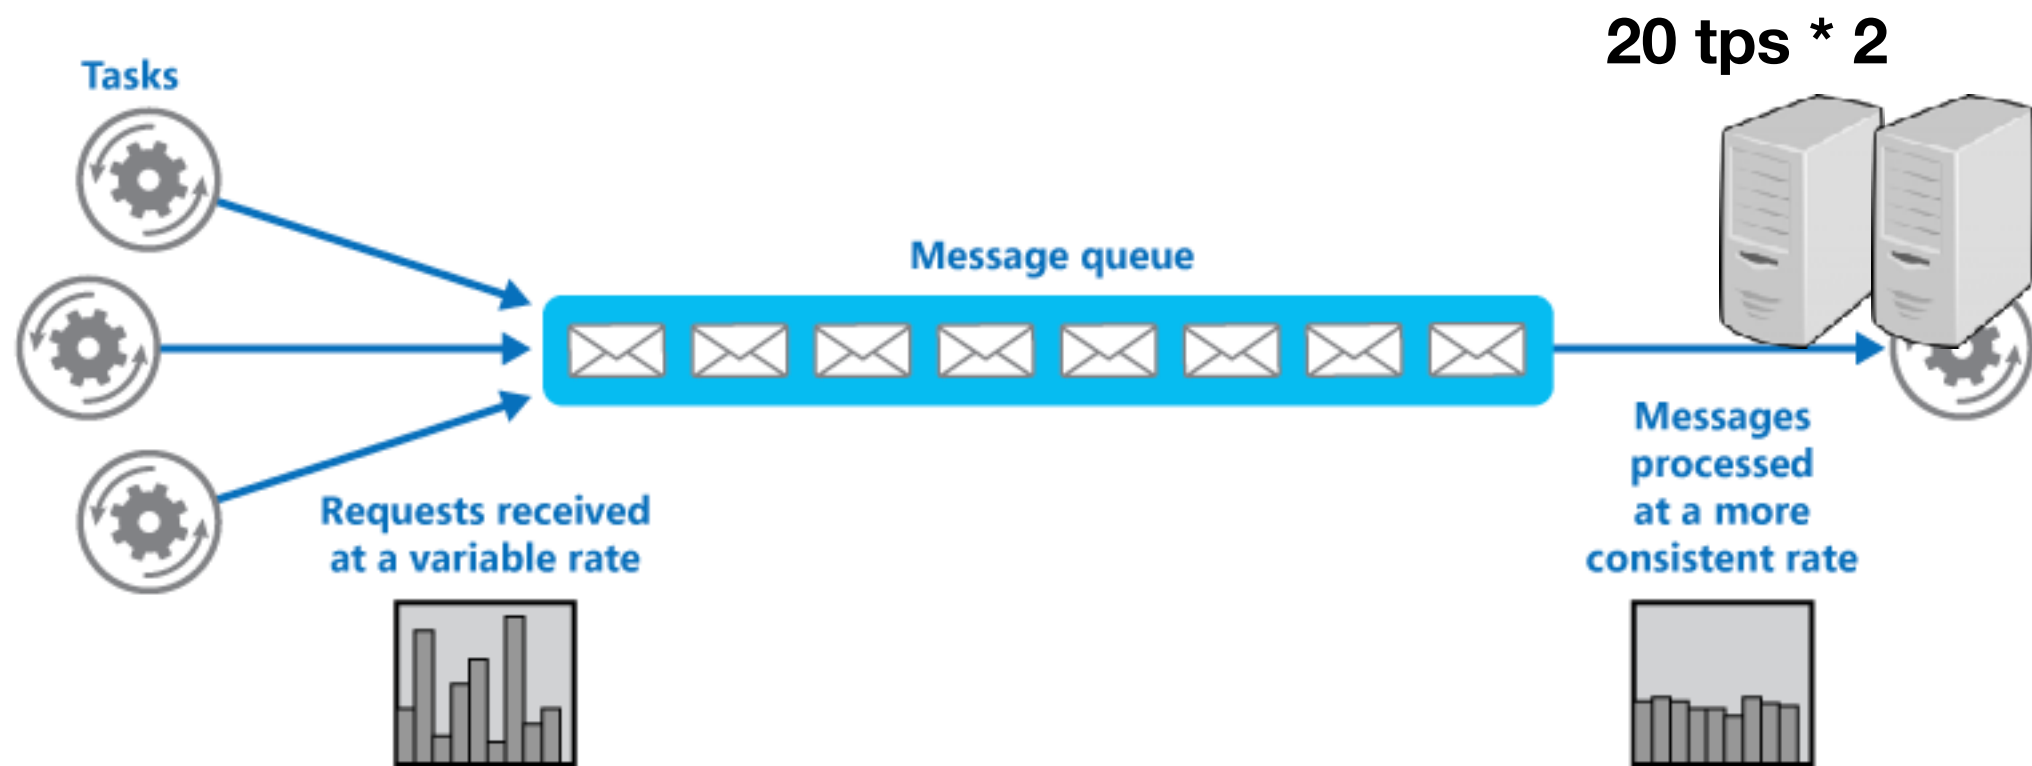 20 tps * 2
Tasks
Message queue
Messages
processed
at a more
consistent rate
Requests received
at a variable rate